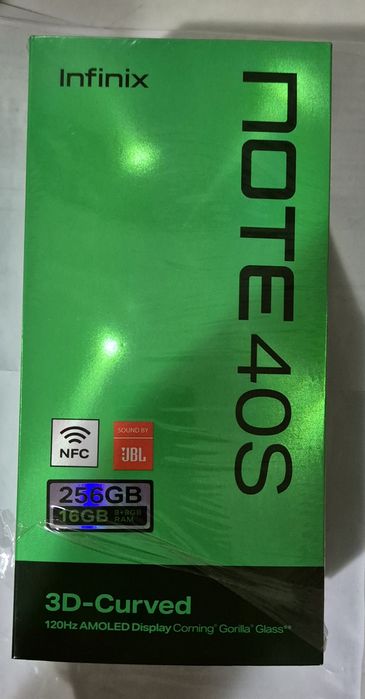 Infinix
NOTE 40S
NFC
SOUND BY
JBL
256GB
16GB 8+8GB RAM
3D-Curved
120Hz AMOLED Display Corning® Gorilla® Glass**